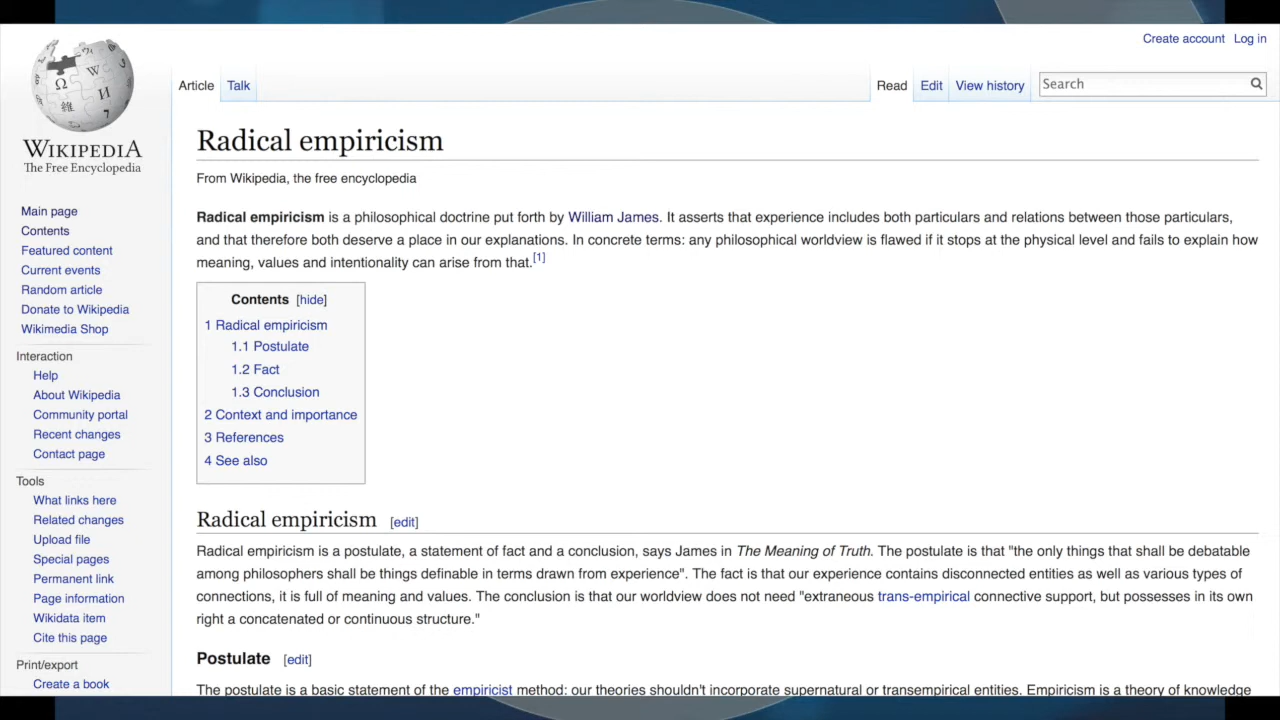 Create account Log in
WIKIPEDIA
The Free Encyclopedia
Article Talk Read Edit View history Search
Main page
Contents
Featured content
Current events
Random article
Donate to Wikipedia
Wikimedia Shop
Interaction
Help
About Wikipedia
Community portal
Recent changes
Contact page
Tools
What links here
Related changes
Upload file
Special pages
Permanent link
Page information
Wikidata item
Cite this page
Print/export
Create a book
Radical empiricism
From Wikipedia, the free encyclopedia
Radical empiricism is a philosophical doctrine put forth by William James. It asserts that experience includes both particulars and relations between those particulars,
and that therefore both deserve a place in our explanations. In concrete terms: any philosophical worldview is flawed if it stops at the physical level and fails to explain how
meaning, values and intentionality can arise from that.[1]
Contents [hide]
1 Radical empiricism
1.1 Postulate
1.2 Fact
1.3 Conclusion
2 Context and importance
3 References
4 See also
Radical empiricism [edit]
Radical empiricism is a postulate, a statement of fact and a conclusion, says James in The Meaning of Truth. The postulate is that "the only things that shall be debatable
among philosophers shall be things definable in terms drawn from experience". The fact is that our experience contains disconnected entities as well as various types of
connections, it is full of meaning and values. The conclusion is that our worldview does not need "extraneous trans-empirical connective support, but possesses in its own
right a concatenated or continuous structure."
Postulate [edit]
The postulate is a basic statement of the empiricist method: our theories shouldn't incorporate supernatural or transempirical entities. Empiricism is a theory of knowledge